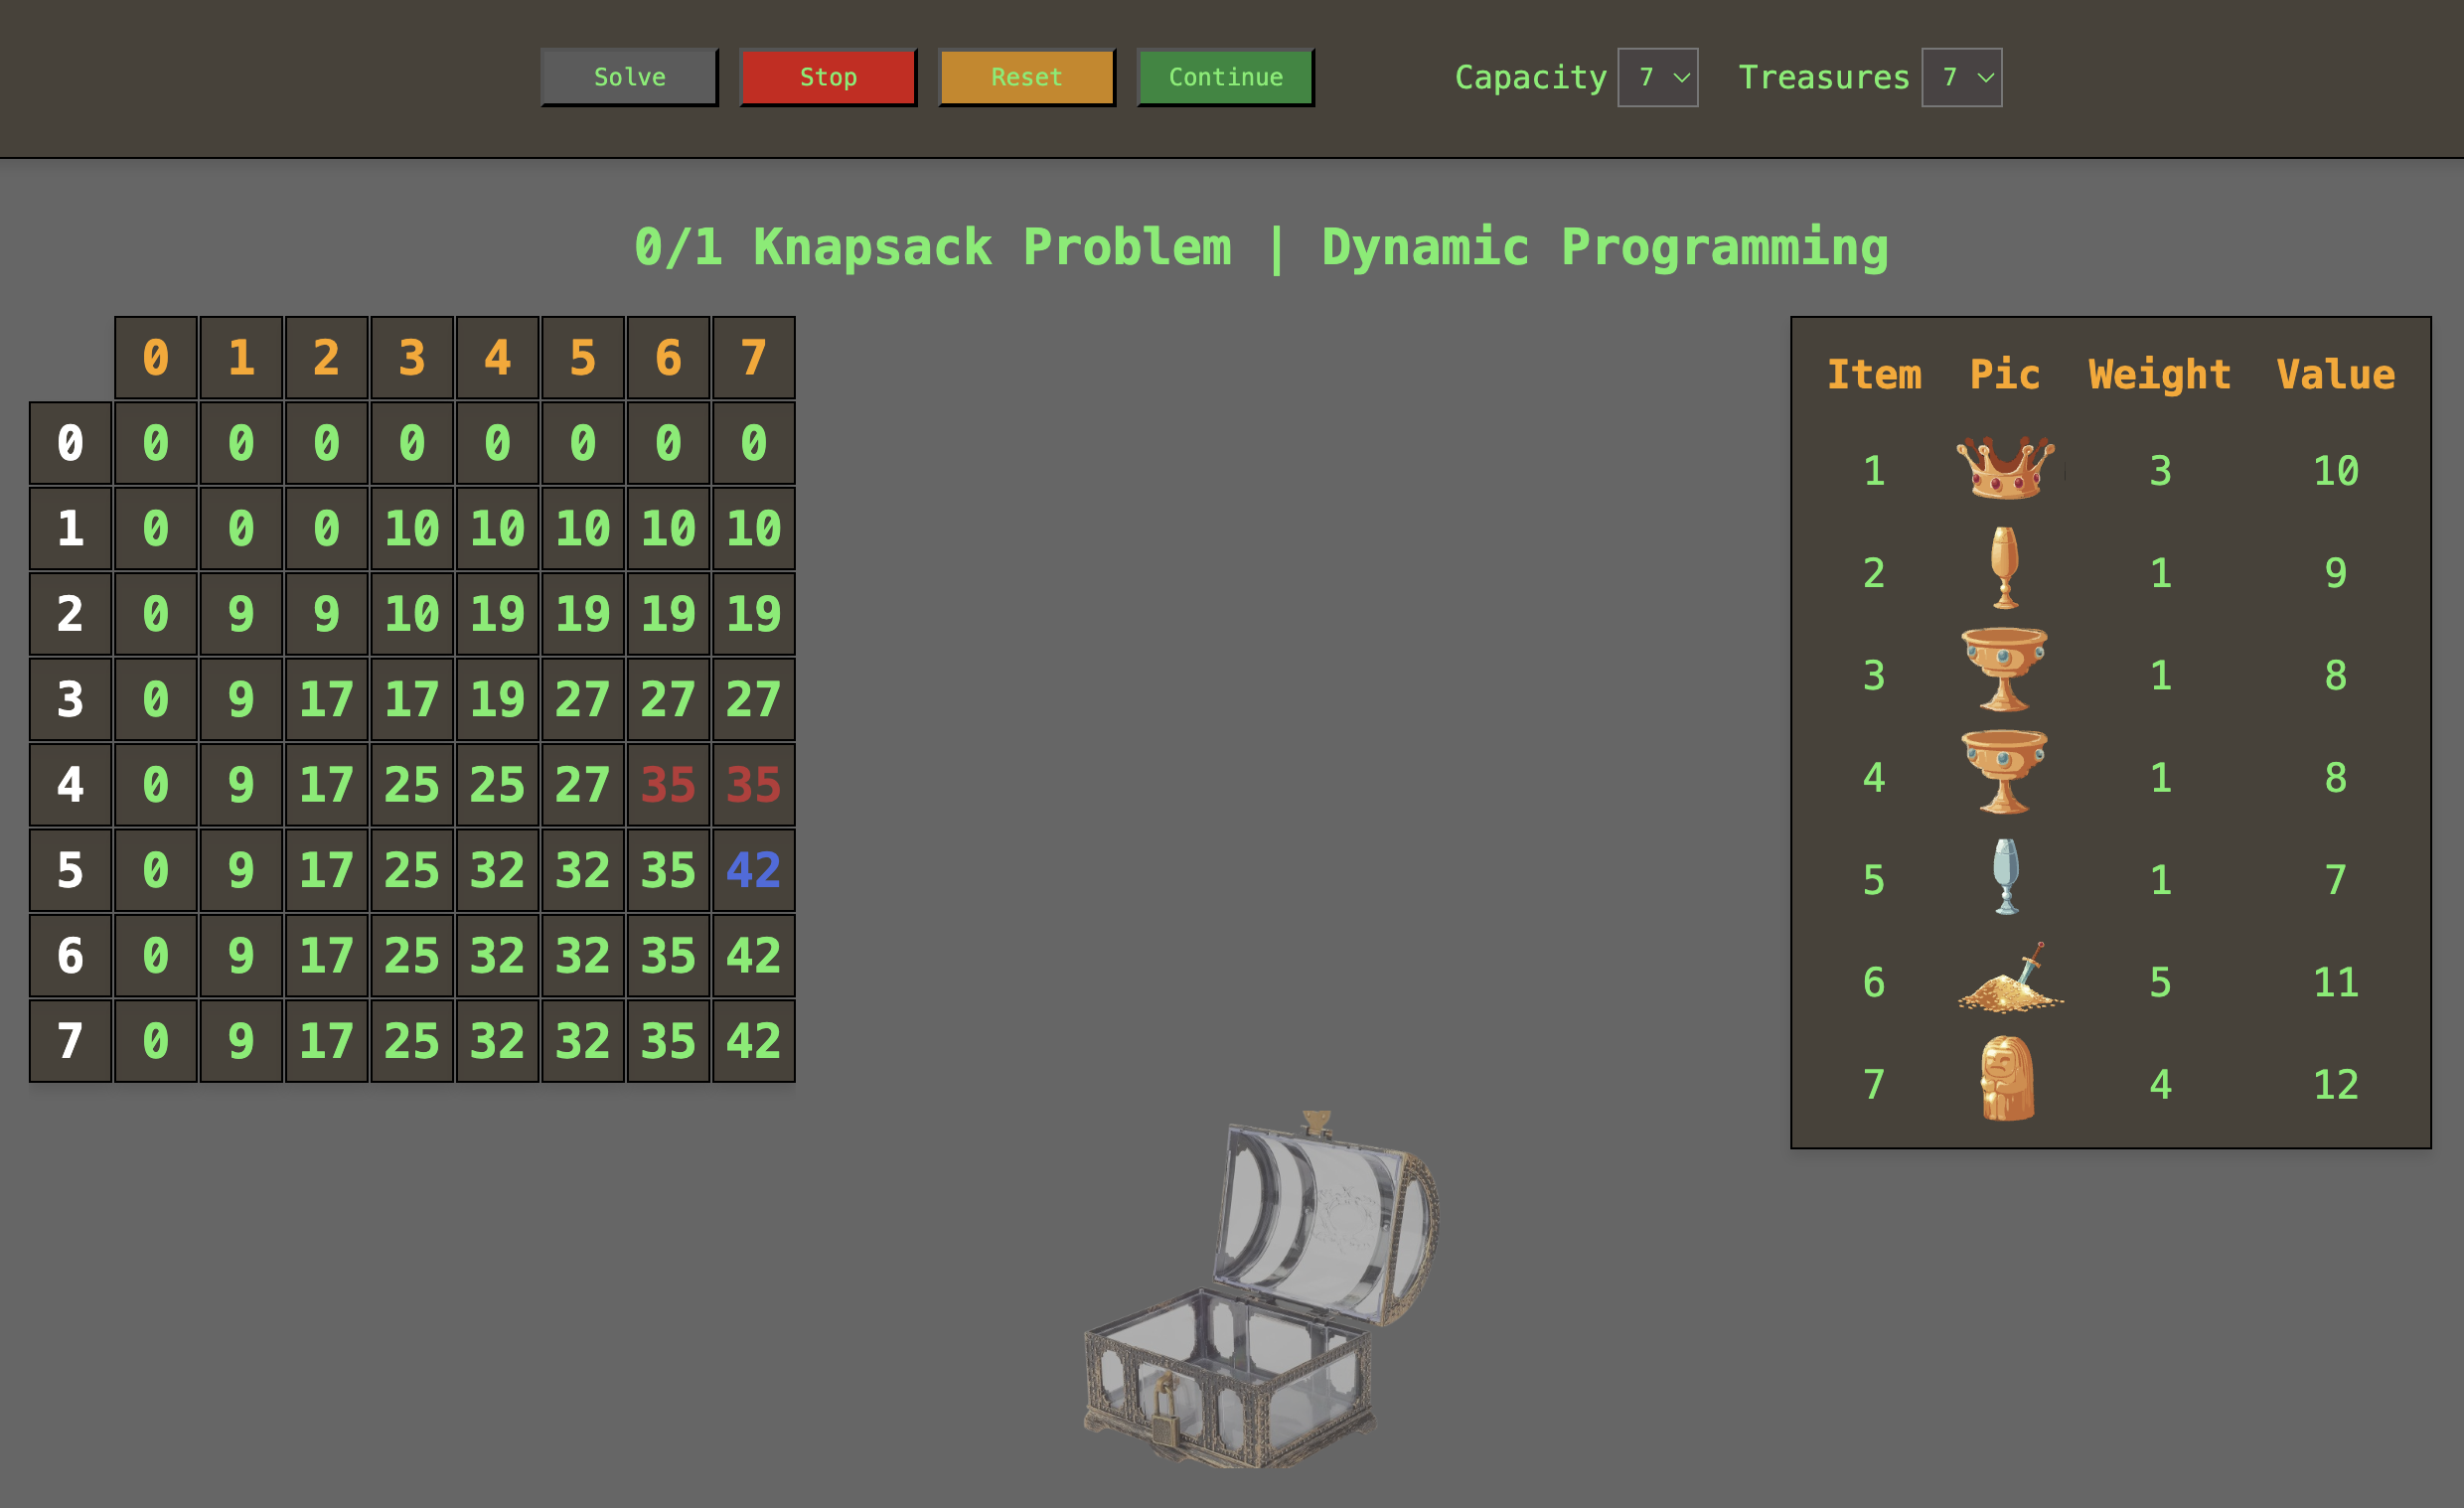 Solve Stop Reset Continue Capacity 7 Treasures 7
0/1 Knapsack Problem | Dynamic Programming
0 1 2 3 4 5 6 7
0 0 0 0 0 0 0 0 0
1 0 0 0 10 10 10 10 10
2 0 9 9 10 19 19 19 19
3 0 9 17 17 19 27 27 27
4 0 9 17 25 25 27 35 35
5 0 9 17 25 32 32 35 42
6 0 9 17 25 32 32 35 42
7 0 9 17 25 32 32 35 42
Item Pic Weight Value
1 3 10
2 1 9
3 1 8
4 1 8
5 1 7
6 5 11
7 4 12